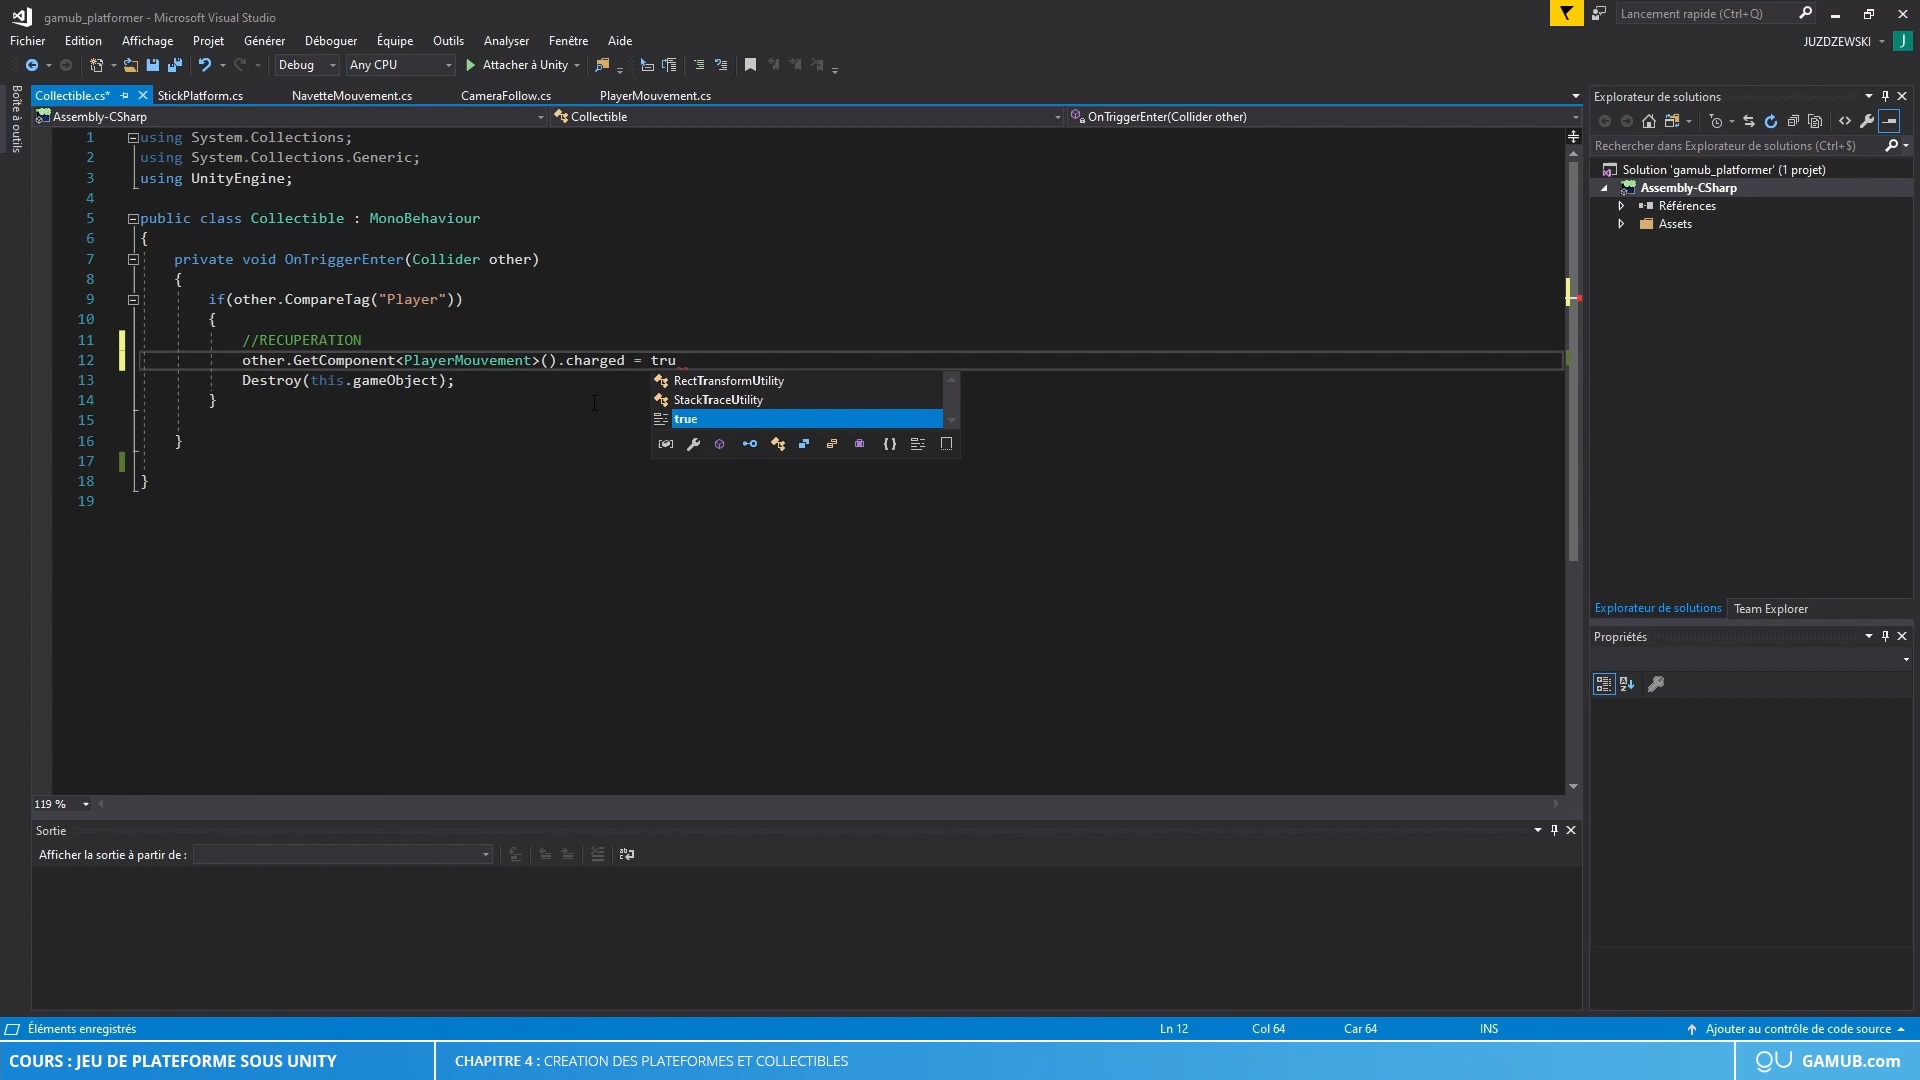 gamub_platformer - Microsoft Visual Studio
Lancement rapide (Ctrl+Q)
Fichier Edition Affichage Projet Générer Déboguer Équipe Outils Analyser Fenêtre Aide
JUZDZEWSKI J
Debug Any CPU Attacher à Unity
Boîte à outils
Collectible.cs* StickPlatform.cs NavetteMouvement.cs CameraFollow.cs PlayerMouvement.cs
Assembly-CSharp Collectible OnTriggerEnter(Collider other)
1 using System.Collections;
2 using System.Collections.Generic;
3 using UnityEngine;
4
5 public class Collectible : MonoBehaviour
6 {
7 private void OnTriggerEnter(Collider other)
8 {
9 if(other.CompareTag("Player"))
10 {
11 //RECUPERATION
12 other.GetComponent<PlayerMouvement>().charged = tru
13 Destroy(this.gameObject);
14 }
15
16 }
17
18 }
19
RectTransformUtility
StackTraceUtility
true
119 %
Sortie
Afficher la sortie à partir de :
Explorateur de solutions
Rechercher dans Explorateur de solutions (Ctrl+$)
Solution 'gamub_platformer' (1 projet)
Assembly-CSharp
Références
Assets
Explorateur de solutions Team Explorer
Propriétés
Éléments enregistrés Ln 12 Col 64 Car 64 INS Ajouter au contrôle de code source
COURS : JEU DE PLATEFORME SOUS UNITY CHAPITRE 4 : CREATION DES PLATEFORMES ET COLLECTIBLES GAMUB.com